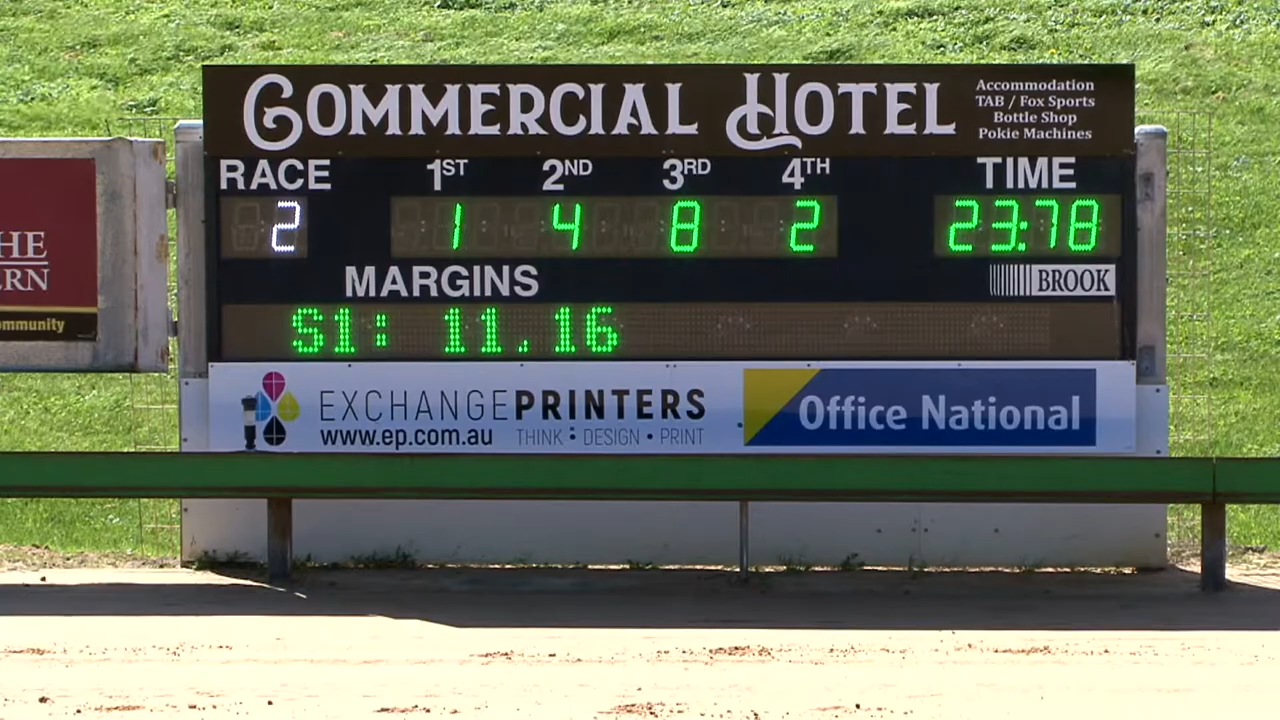 COMMERCIAL HOTEL
Accommodation
TAB / Fox Sports
Bottle Shop
Pokie Machines
RACE 1ST 2ND 3RD 4TH TIME
2 1 4 8 2 23:78
MARGINS
BROOK
S1: 11.16
HE
ERN
mmunity
EXCHANGEPRINTERS
www.ep.com.au THINK : DESIGN • PRINT
Office National